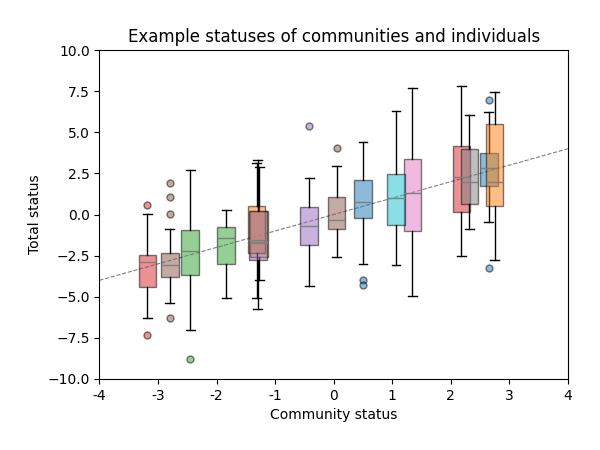 Example statuses of communities and individuals
10.0
7.5
5.0
2.5
0.0
−2.5
−5.0
−7.5
−10.0
Total status
-4 -3 -2 -1 0 1 2 3 4
Community status